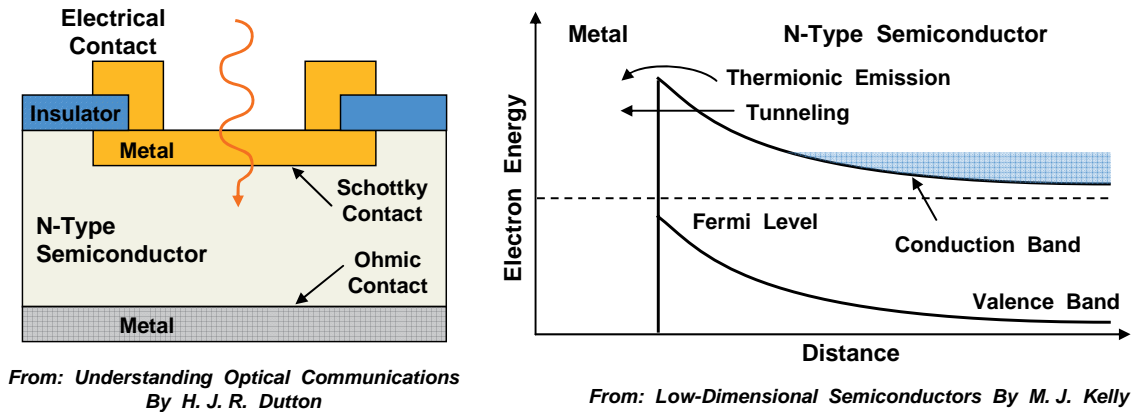 Electrical
Contact
Insulator
Metal
Schottky
Contact
N-Type
Semiconductor
Ohmic
Contact
Metal
From: Understanding Optical Communications
By H. J. R. Dutton
Electron Energy
Metal
N-Type Semiconductor
Thermionic Emission
Tunneling
Fermi Level
Conduction Band
Valence Band
Distance
From: Low-Dimensional Semiconductors By M. J. Kelly